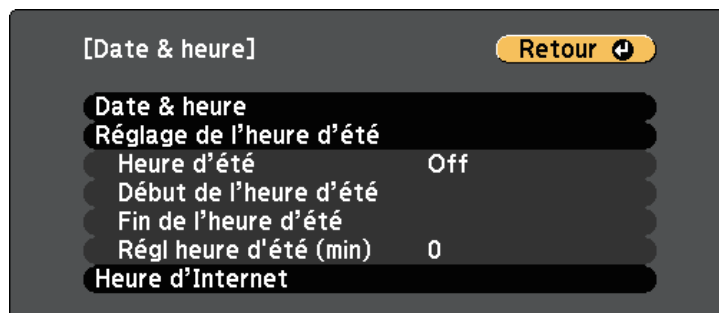 [Date & heure]
Retour
Date & heure
Réglage de l’heure d’été
Heure d’été Off
Début de l’heure d’été
Fin de l’heure d’été
Régl heure d'été (min) 0
Heure d’Internet